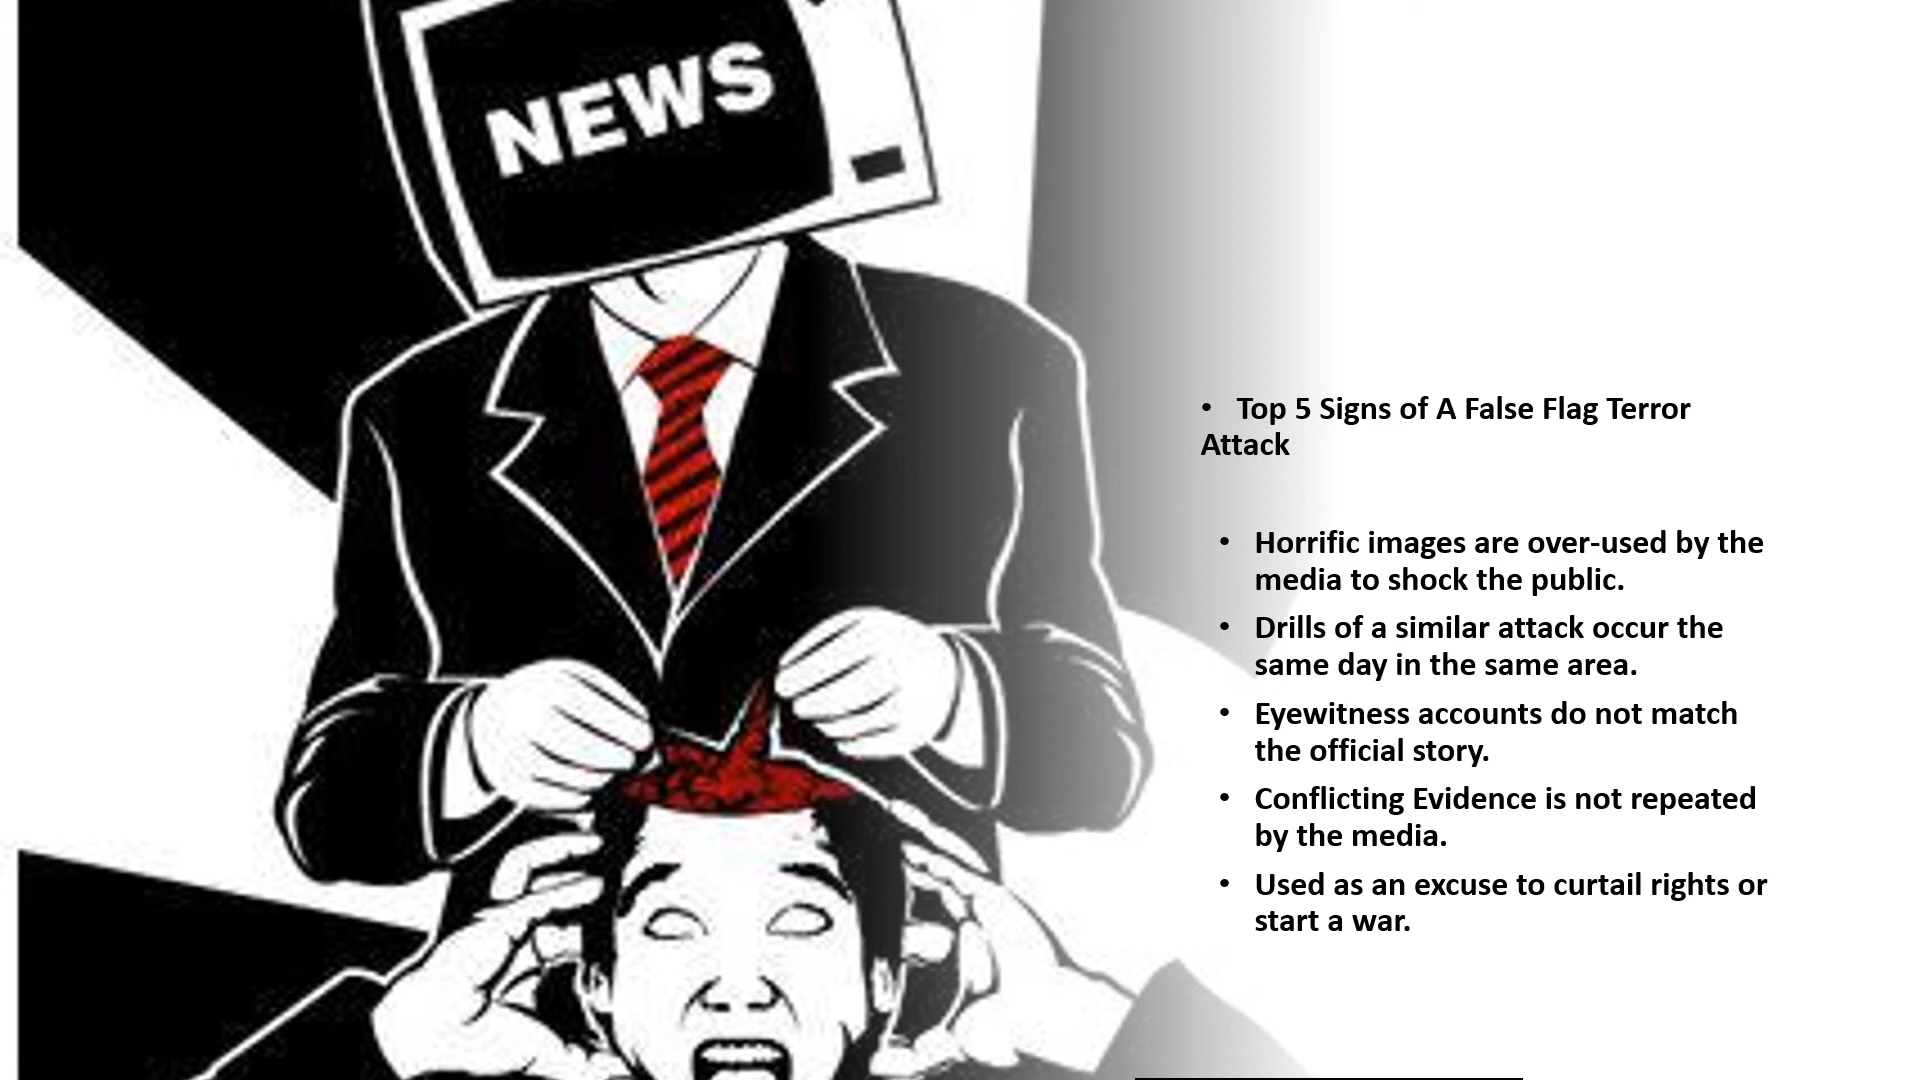 NEWS
• Top 5 Signs of A False Flag Terror
Attack
• Horrific images are over-used by the
media to shock the public.
• Drills of a similar attack occur the
same day in the same area.
• Eyewitness accounts do not match
the official story.
• Conflicting Evidence is not repeated
by the media.
• Used as an excuse to curtail rights or
start a war.